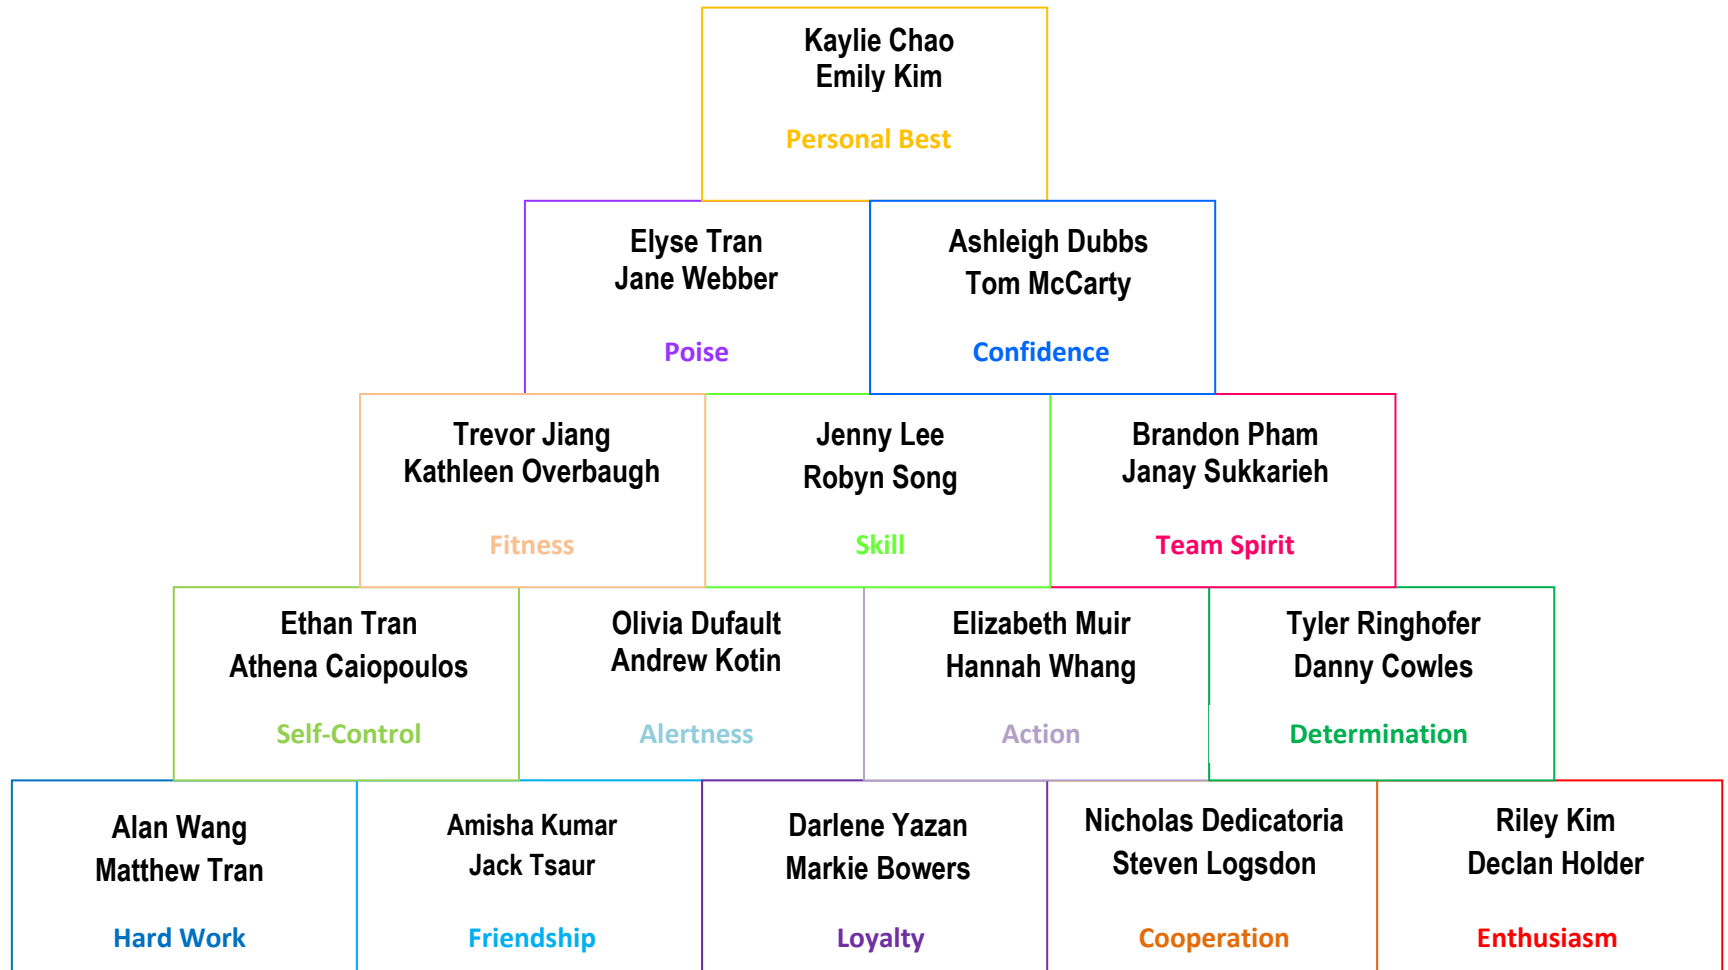 Kaylie Chao
Emily Kim
Personal Best
Elyse Tran
Jane Webber
Poise
Ashleigh Dubbs
Tom McCarty
Confidence
Trevor Jiang
Kathleen Overbaugh
Fitness
Jenny Lee
Robyn Song
Skill
Brandon Pham
Janay Sukkarieh
Team Spirit
Ethan Tran
Athena Caiopoulos
Self-Control
Olivia Dufault
Andrew Kotin
Alertness
Elizabeth Muir
Hannah Whang
Action
Tyler Ringhofer
Danny Cowles
Determination
Alan Wang
Matthew Tran
Hard Work
Amisha Kumar
Jack Tsaur
Friendship
Darlene Yazan
Markie Bowers
Loyalty
Nicholas Dedicatoria
Steven Logsdon
Cooperation
Riley Kim
Declan Holder
Enthusiasm